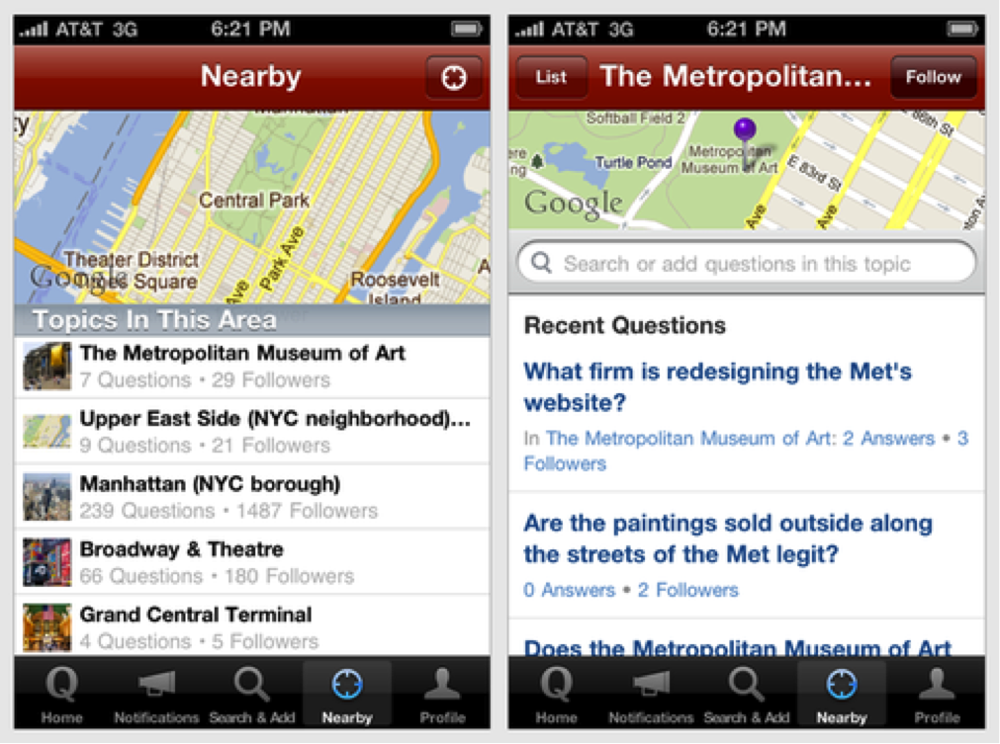 AT&T 3G 6:21 PM
Nearby
Manhattan
Central Park
Park Ave
Ave
Theater District
Times Square
Google
Roosevelt
Island
Topics In This Area
The Metropolitan Museum of Art
7 Questions • 29 Followers
Upper East Side (NYC neighborhood)...
9 Questions • 21 Followers
Manhattan (NYC borough)
239 Questions • 1487 Followers
Broadway & Theatre
66 Questions • 180 Followers
Grand Central Terminal
4 Questions • 5 Followers
Q
Home Notifications Search & Add Nearby Profile
AT&T 3G 6:21 PM
List The Metropolitan... Follow
Softball Field 2
E 86th St
Turtle Pond
Metropolitan
Museum of Art
E 83rd St
Google
Ave
Ave
Search or add questions in this topic
Recent Questions
What firm is redesigning the Met's
website?
In The Metropolitan Museum of Art: 2 Answers • 3
Followers
Are the paintings sold outside along
the streets of the Met legit?
0 Answers • 2 Followers
Does the Metropolitan Museum of Art
Q
Home Notifications Search & Add Nearby Profile